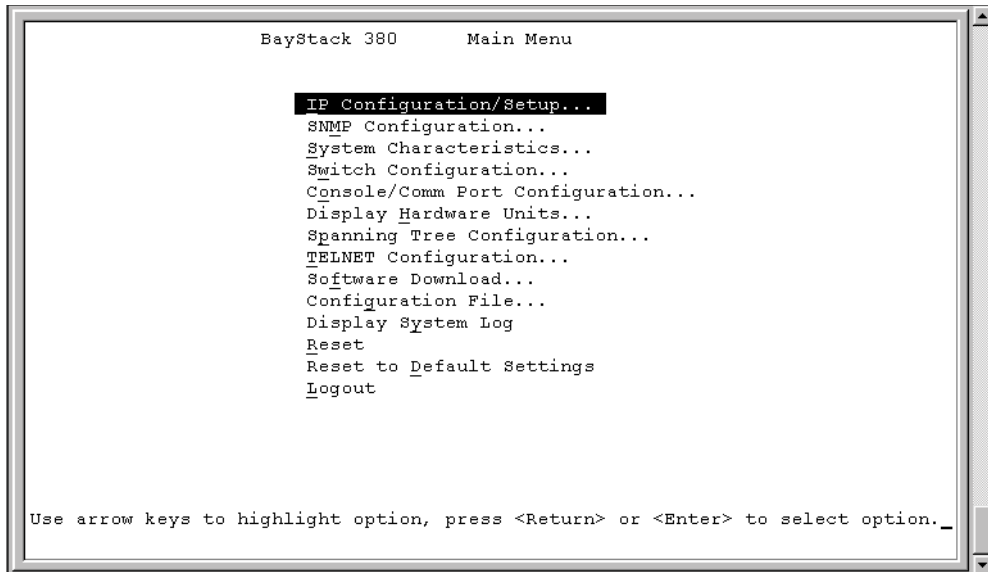 BayStack 380 Main Menu
IP Configuration/Setup...
SNMP Configuration...
System Characteristics...
Switch Configuration...
Console/Comm Port Configuration...
Display Hardware Units...
Spanning Tree Configuration...
TELNET Configuration...
Software Download...
Configuration File...
Display System Log
Reset
Reset to Default Settings
Logout
Use arrow keys to highlight option, press <Return> or <Enter> to select option.